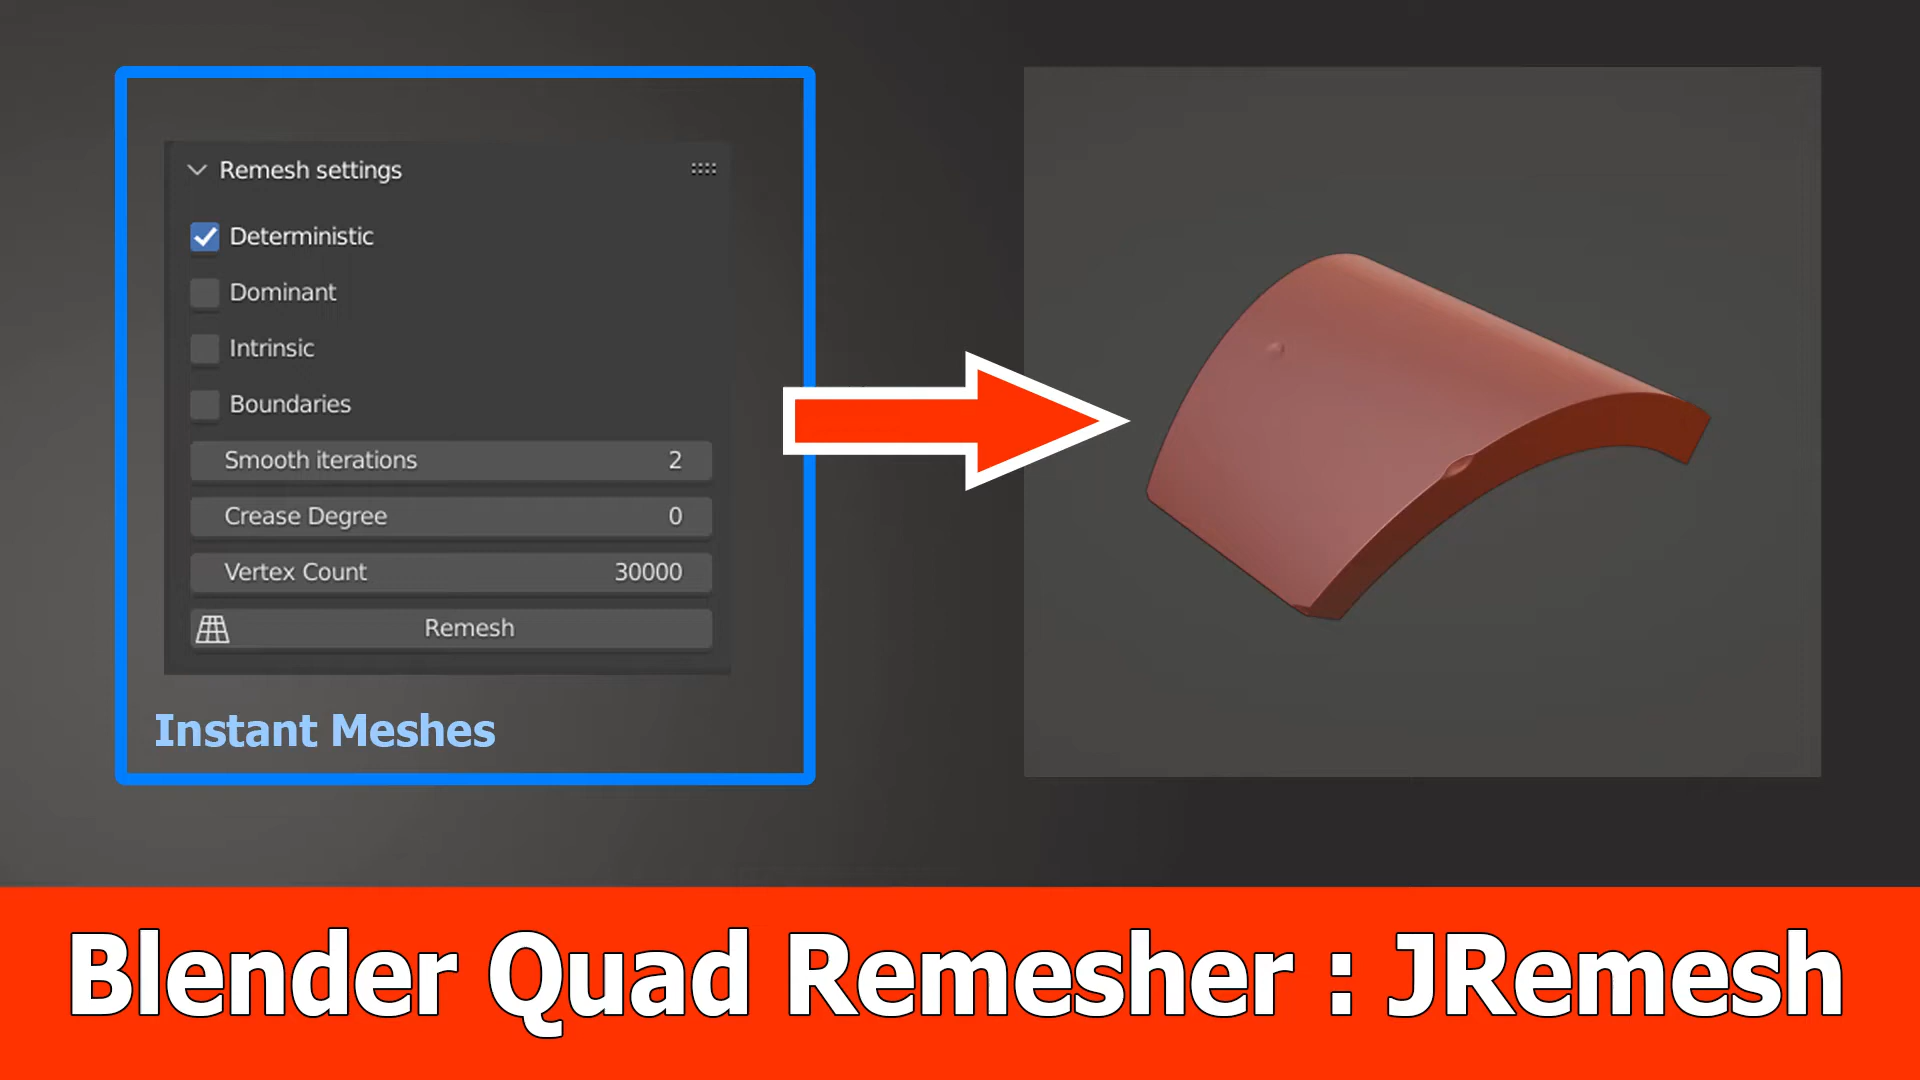 Remesh settings
Deterministic
Dominant
Intrinsic
Boundaries
Smooth iterations 2
Crease Degree 0
Vertex Count 30000
Remesh
Instant Meshes
Blender Quad Remesher : JRemesh